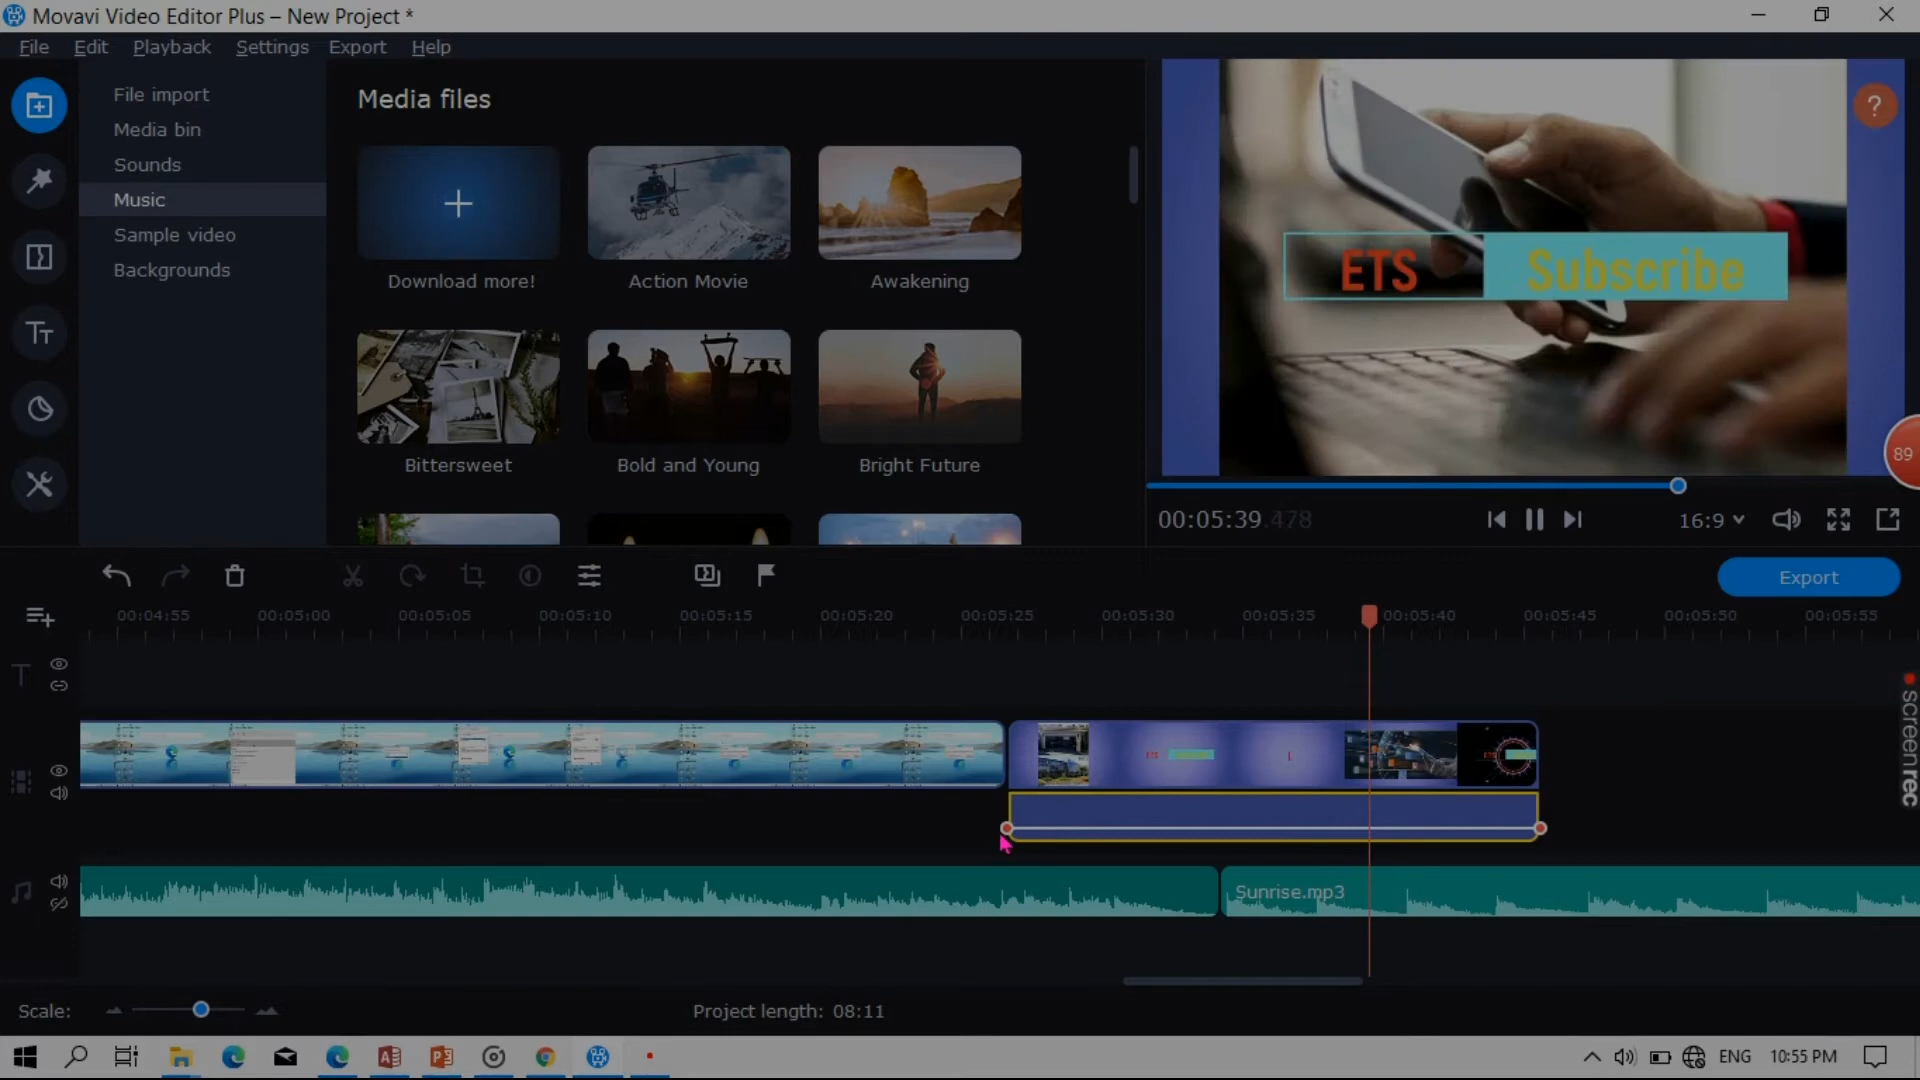 Movavi Video Editor Plus – New Project *
File Edit Playback Settings Export Help
File import
Media bin
Sounds
Music
Sample video
Backgrounds
Media files
Download more!
Action Movie
Awakening
Bittersweet
Bold and Young
Bright Future
ETS Subscribe
?
89
00:05:39.478
16:9
Export
00:04:55 00:05:00 00:05:05 00:05:10 00:05:15 00:05:20 00:05:25 00:05:30 00:05:35 00:05:40 00:05:45 00:05:50 00:05:55
Sunrise.mp3
screenrec
Scale:
Project length: 08:11
ENG 10:55 PM